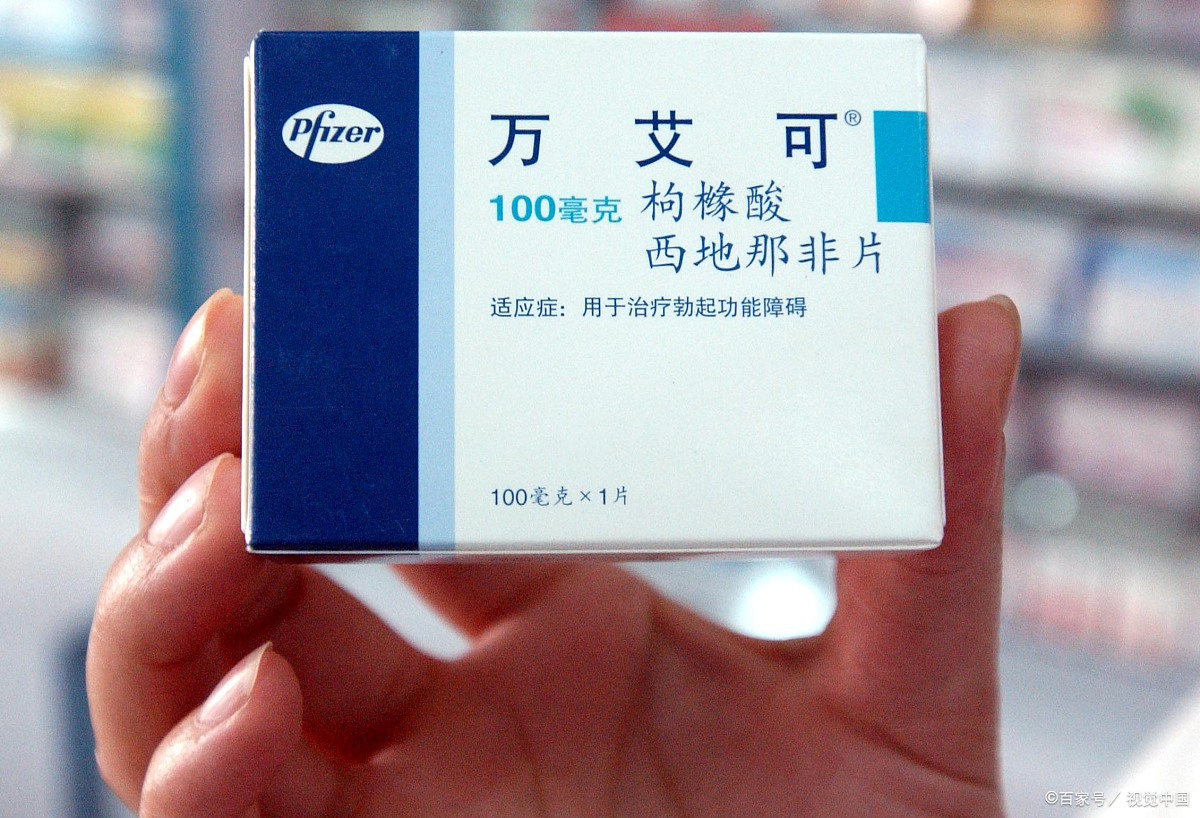 Pfizer
万艾可®
100毫克 枸橼酸
西地那非片
适应症：用于治疗勃起功能障碍
100毫克×1片
©百家号／视觉中国